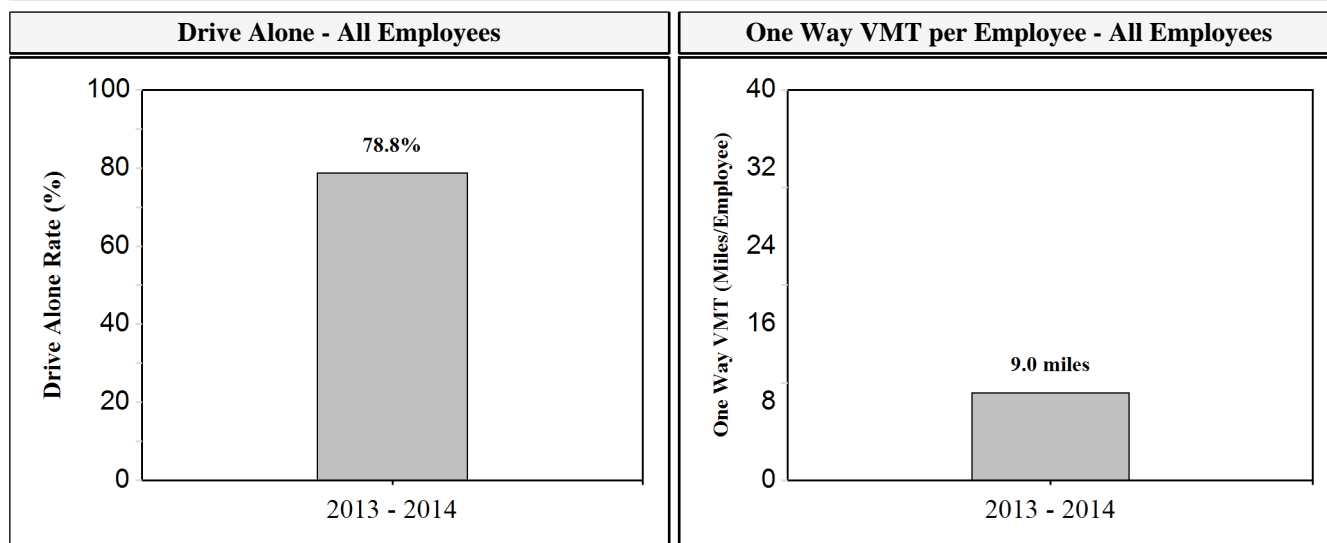 Drive Alone - All Employees
One Way VMT per Employee - All Employees
Drive Alone Rate (%)
100
80
60
40
20
0
78.8%
2013 - 2014
One Way VMT (Miles/Employee)
40
32
24
16
8
0
9.0 miles
2013 - 2014